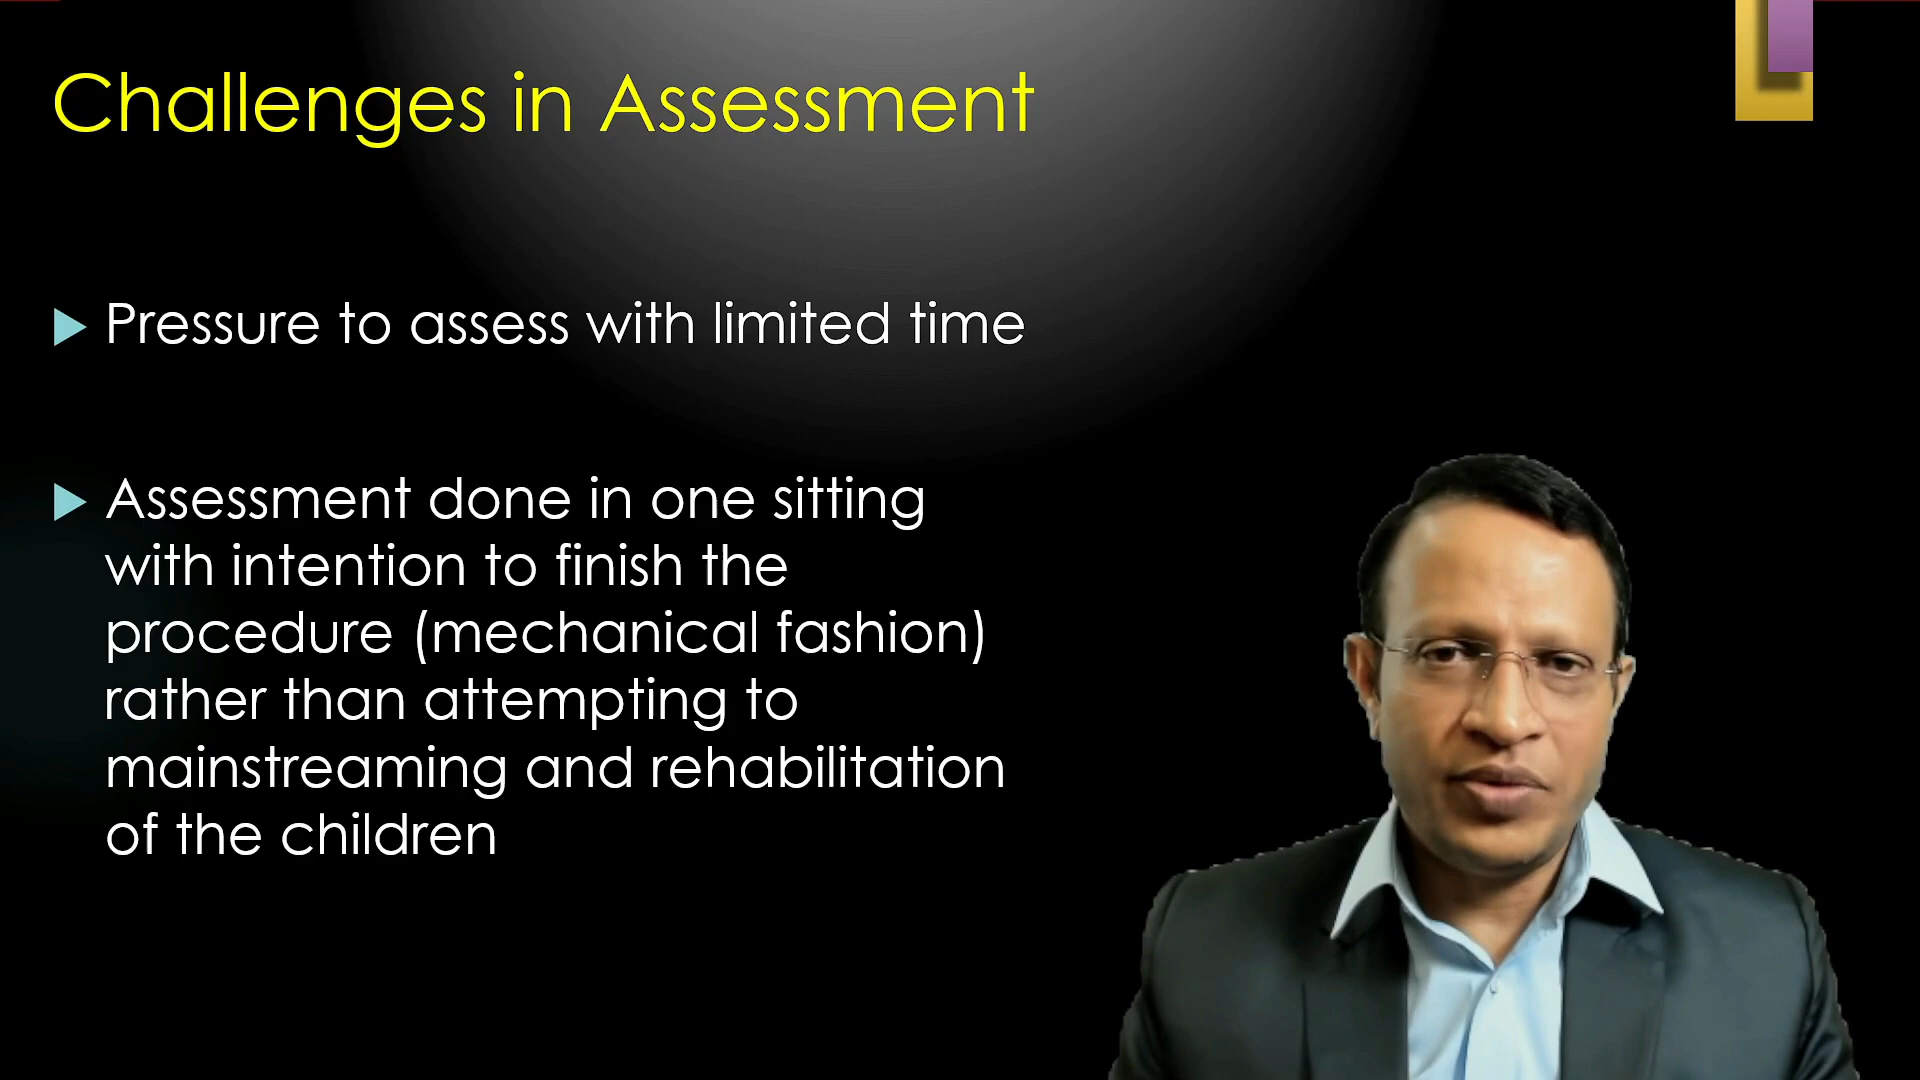 Challenges in Assessment
Pressure to assess with limited time
Assessment done in one sitting
with intention to finish the
procedure (mechanical fashion)
rather than attempting to
mainstreaming and rehabilitation
of the children